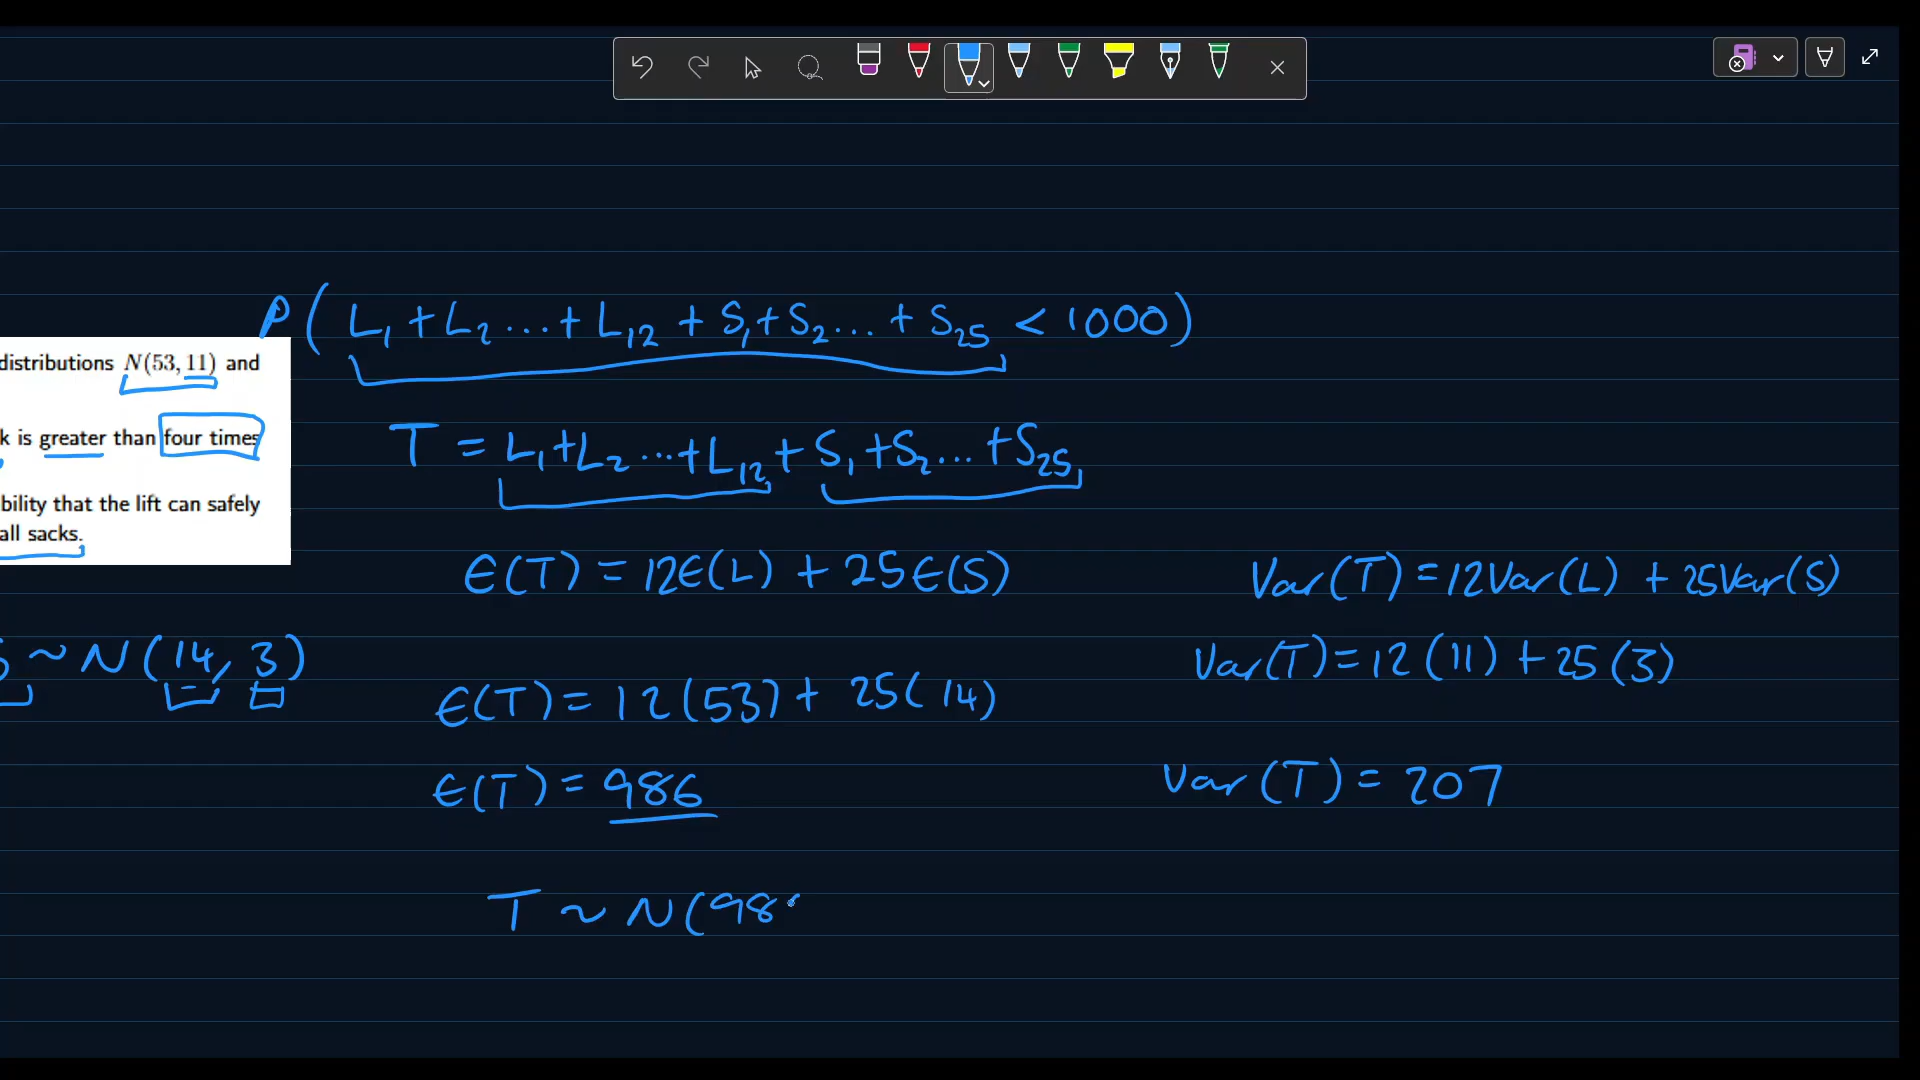 P(L₁+L₂...+L₁₂+S₁+S₂...+S₂₅<1000)
distributions N(53, 11) and
T=L₁+L₂...+L₁₂+S₁+S₂...+S₂₅
k is greater than four times
bility that the lift can safely
all sacks.
E(T)=12E(L)+25E(S)
Var(T)=12Var(L)+25Var(S)
S~N(14,3)
E(T)=12(53)+25(14)
Var(T)=12(11)+25(3)
E(T)=986
Var(T)=207
T~N(98